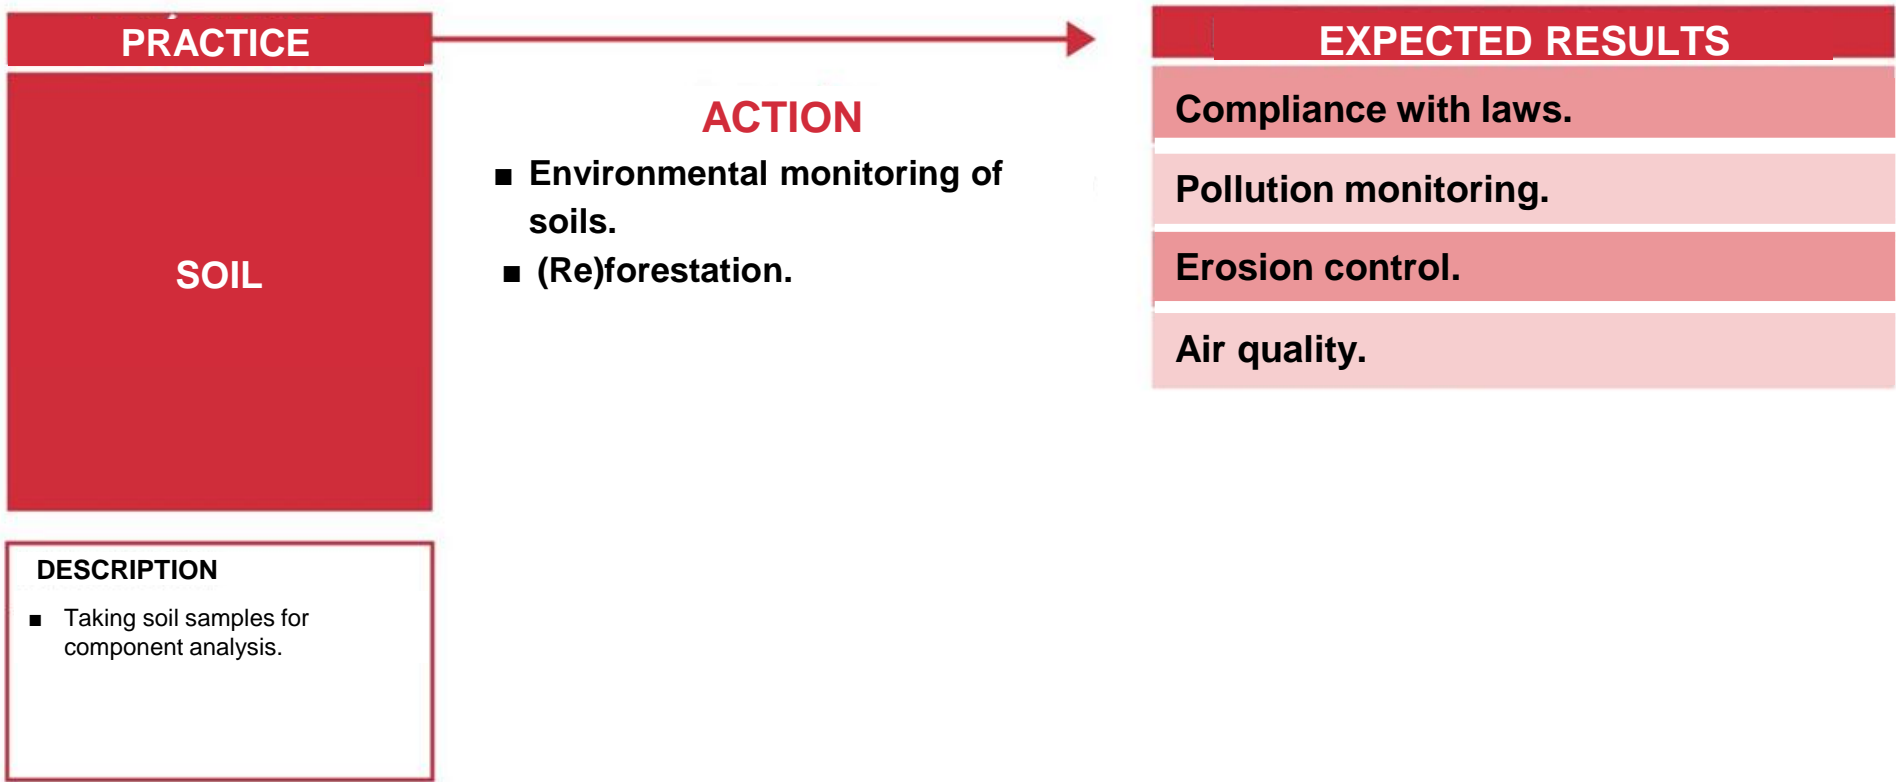 PRACTICE
SOIL
DESCRIPTION
■ Taking soil samples for
component analysis.
ACTION
■ Environmental monitoring of
soils.
■ (Re)forestation.
EXPECTED RESULTS
Compliance with laws.
Pollution monitoring.
Erosion control.
Air quality.